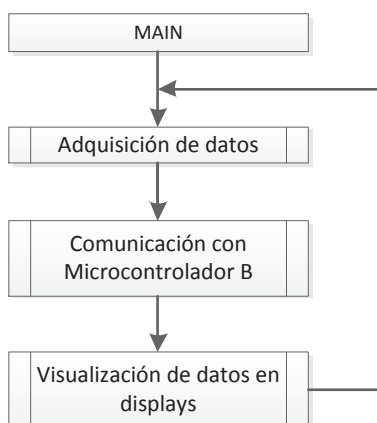 MAIN
Adquisición de datos
Comunicación con
Microcontrolador B
Visualización de datos en
displays